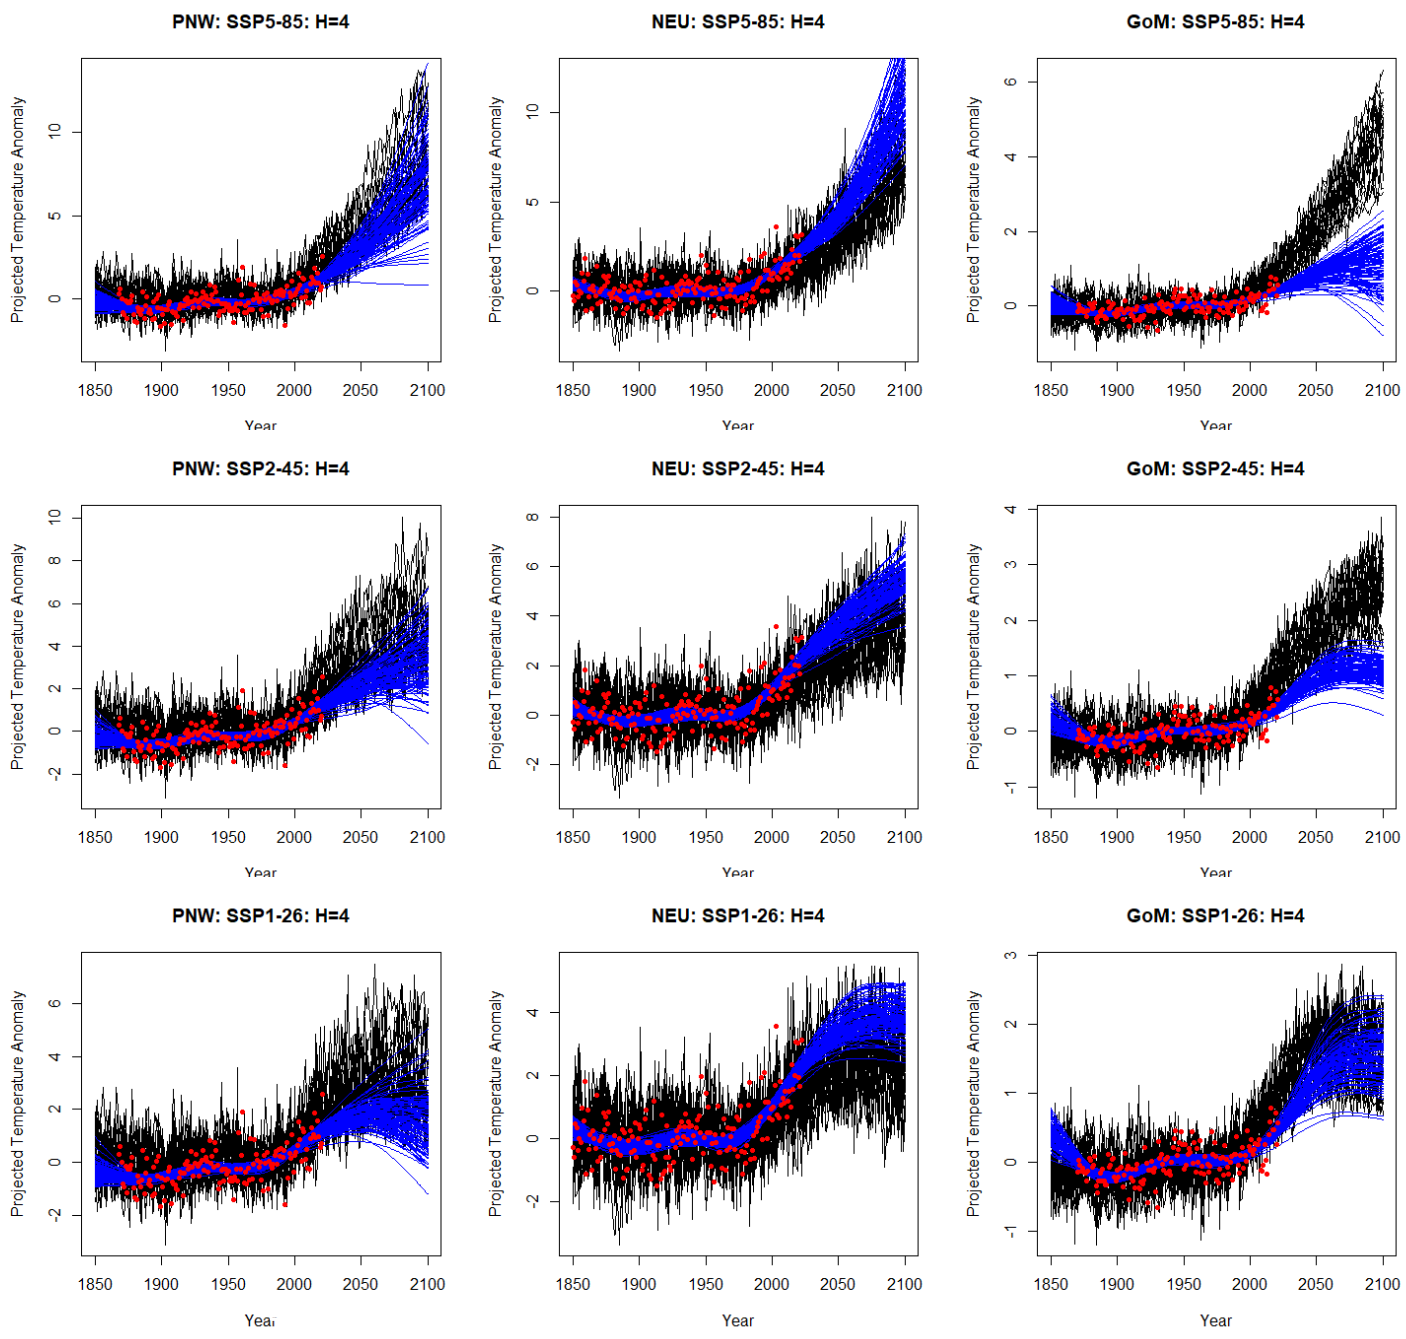 PNW: SSP5-85: H=4
Projected Temperature Anomaly
0 5 10
1850 1900 1950 2000 2050 2100
Year
NEU: SSP5-85: H=4
Projected Temperature Anomaly
0 5 10
1850 1900 1950 2000 2050 2100
Year
GoM: SSP5-85: H=4
Projected Temperature Anomaly
0 2 4 6
1850 1900 1950 2000 2050 2100
Year
PNW: SSP2-45: H=4
Projected Temperature Anomaly
-2 0 2 4 6 8 10
1850 1900 1950 2000 2050 2100
Year
NEU: SSP2-45: H=4
Projected Temperature Anomaly
-2 0 2 4 6 8
1850 1900 1950 2000 2050 2100
Year
GoM: SSP2-45: H=4
Projected Temperature Anomaly
-1 0 1 2 3 4
1850 1900 1950 2000 2050 2100
Year
PNW: SSP1-26: H=4
Projected Temperature Anomaly
-2 0 2 4 6
1850 1900 1950 2000 2050 2100
Year
NEU: SSP1-26: H=4
Projected Temperature Anomaly
-2 0 2 4
1850 1900 1950 2000 2050 2100
Year
GoM: SSP1-26: H=4
Projected Temperature Anomaly
-1 0 1 2 3
1850 1900 1950 2000 2050 2100
Year